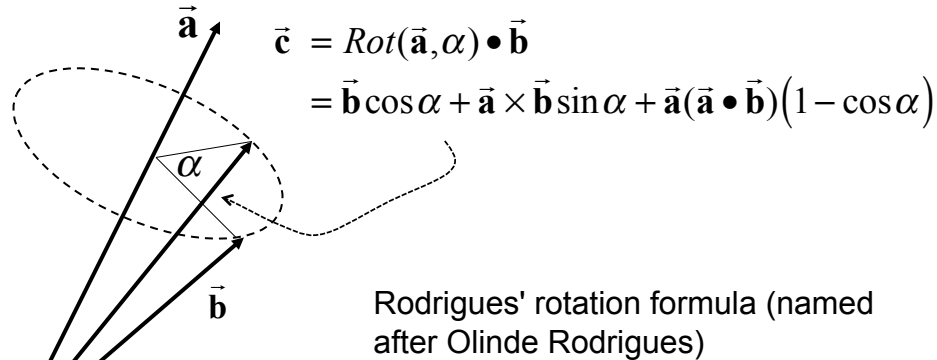 a⃗
c⃗ = Rot(a⃗,α) • b⃗
= b⃗ cos α + a⃗ × b⃗ sin α + a⃗(a⃗ • b⃗)(1 − cos α)
α
b⃗
Rodrigues' rotation formula (named
after Olinde Rodrigues)